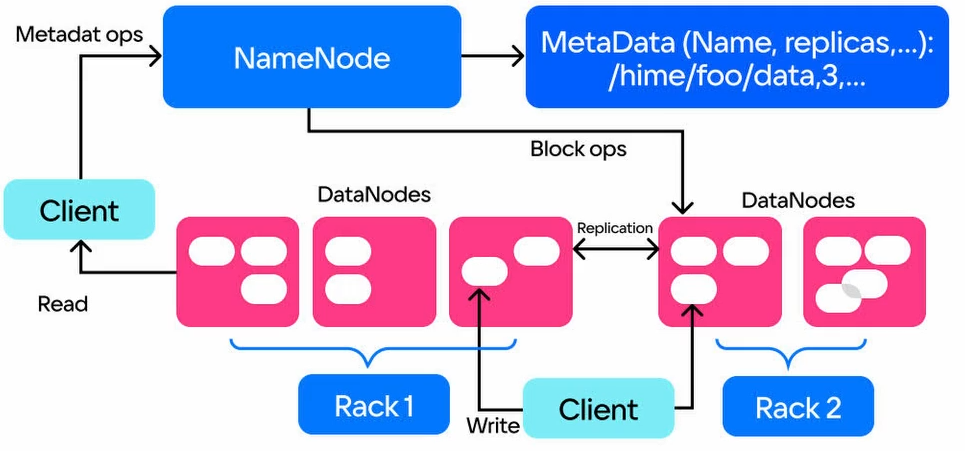 Metadat ops
NameNode
MetaData (Name, replicas,...):
/hime/foo/data,3,...
Block ops
Client
DataNodes
DataNodes
Replication
Read
Rack 1
Write
Client
Rack 2